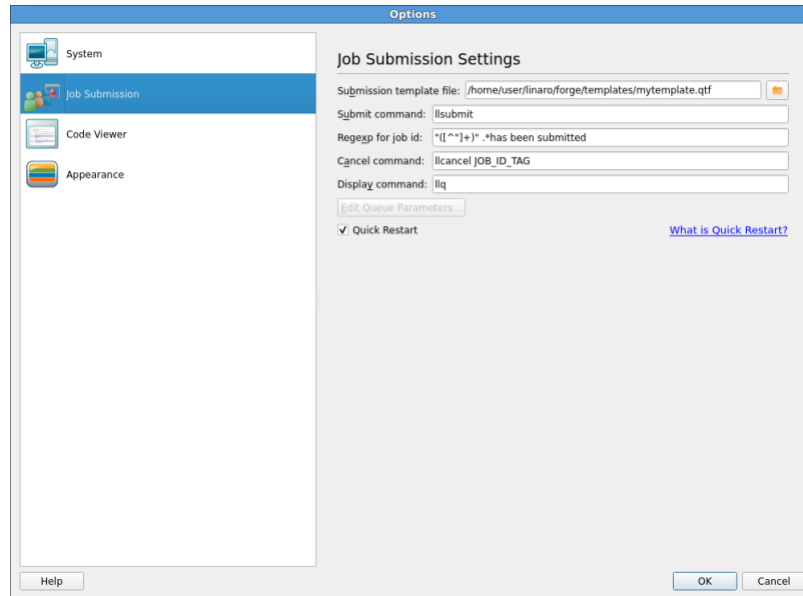 Options
System
Job Submission
Code Viewer
Appearance
Job Submission Settings
Submission template file: /home/user/linaro/forge/templates/mytemplate.qtf
Submit command: llsubmit
Regexp for job id: "([^"]+)" .*has been submitted
Cancel command: llcancel JOB_ID_TAG
Display command: llq
Edit Queue Parameters...
Quick Restart What is Quick Restart?
Help OK Cancel